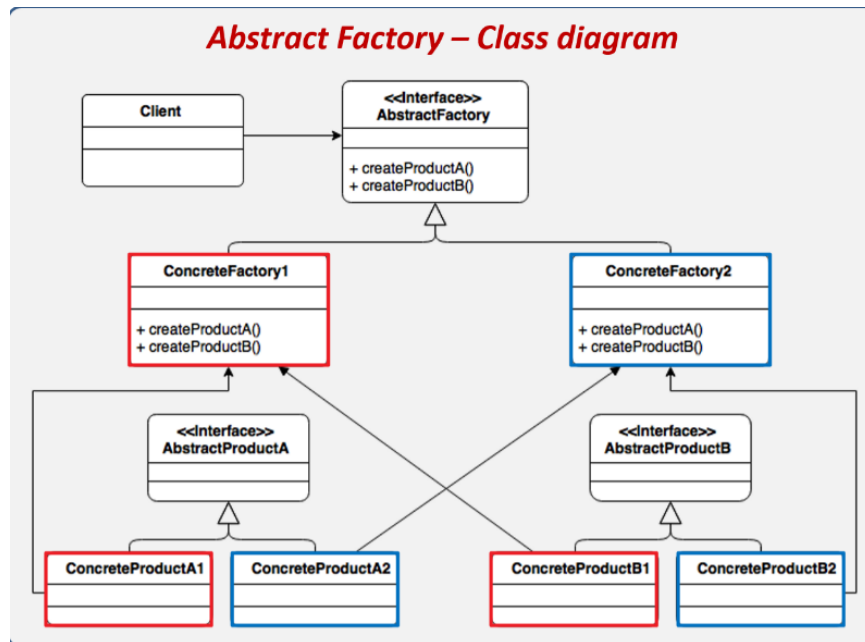 Abstract Factory – Class diagram
Client
<<Interface>>
AbstractFactory
+ createProductA()
+ createProductB()
ConcreteFactory1
+ createProductA()
+ createProductB()
ConcreteFactory2
+ createProductA()
+ createProductB()
<<Interface>>
AbstractProductA
<<Interface>>
AbstractProductB
ConcreteProductA1
ConcreteProductA2
ConcreteProductB1
ConcreteProductB2